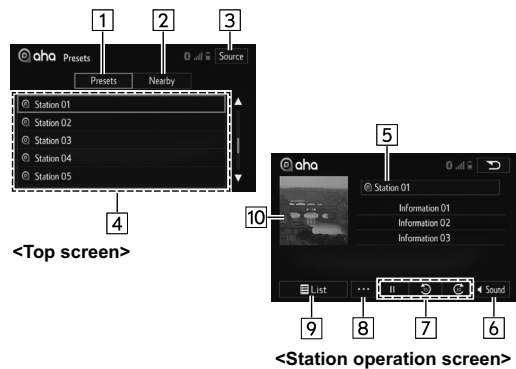 1
2
3
aha Presets
Source
Presets
Nearby
Station 01
Station 02
Station 03
Station 04
Station 05
4
<Top screen>
5
aha
Station 01
10
Information 01
Information 02
Information 03
List
Sound
9
8
7
6
<Station operation screen>